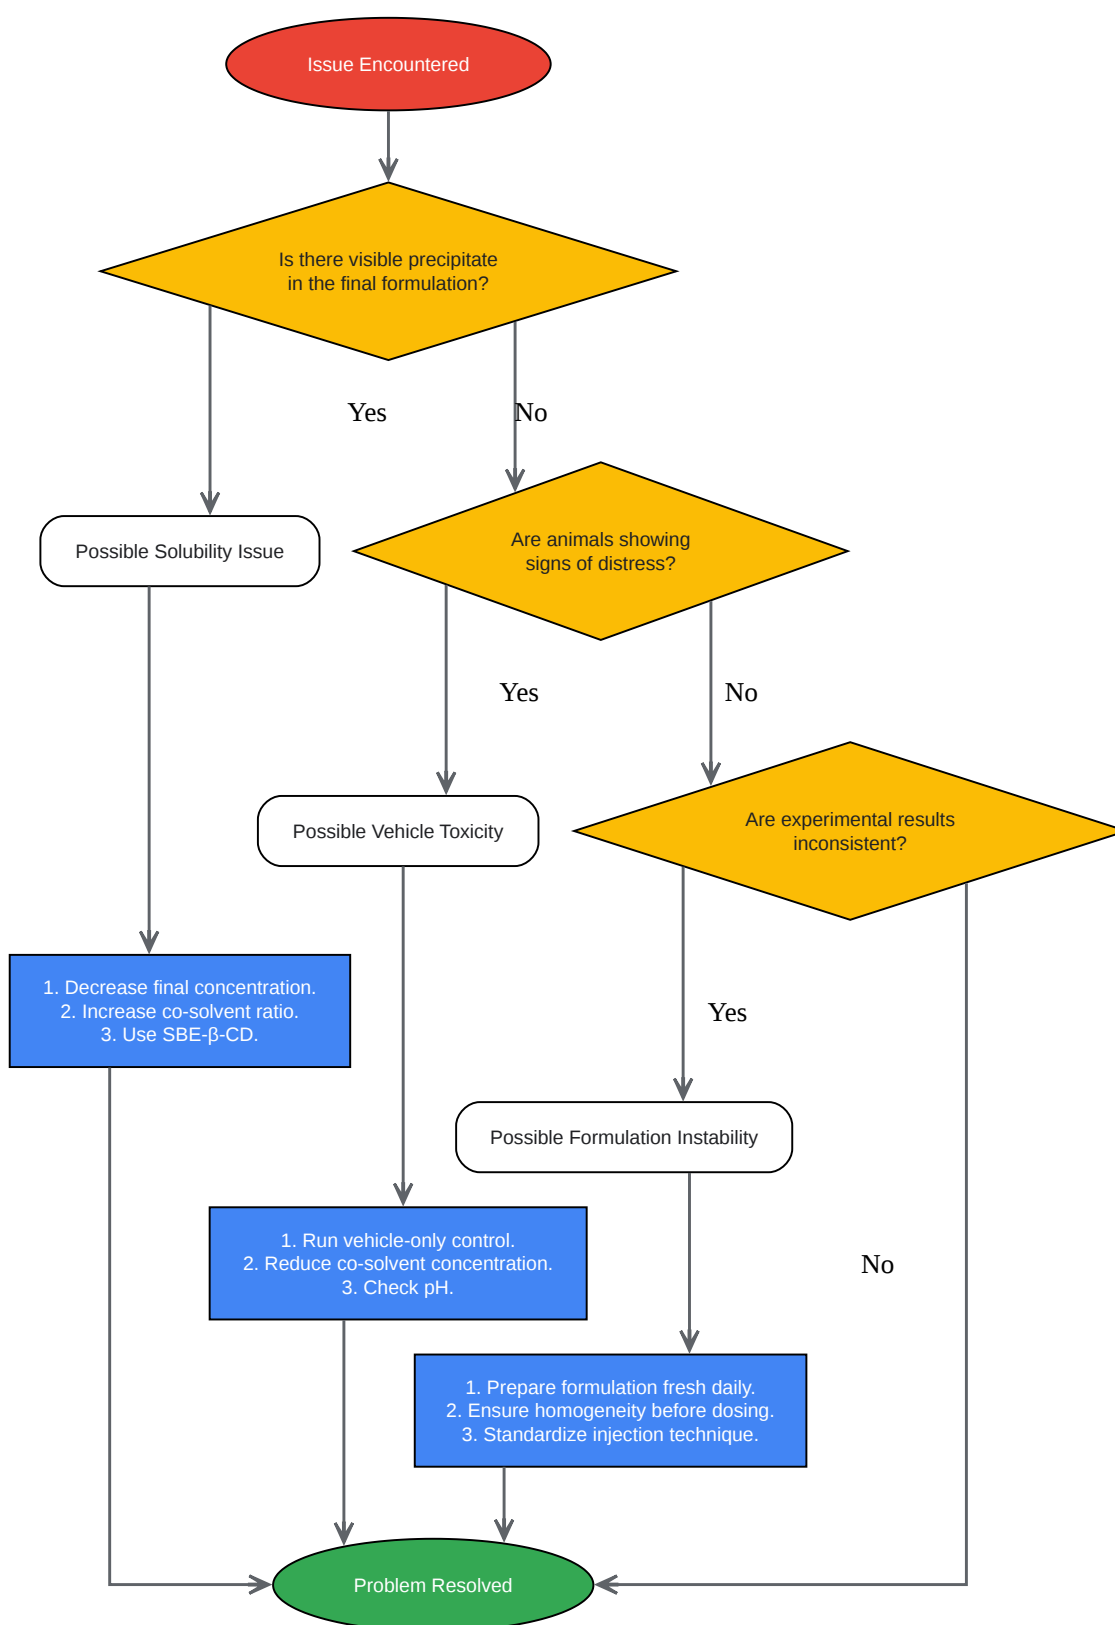 Issue Encountered
Is there visible precipitate
in the final formulation?
Yes
No
Possible Solubility Issue
Are animals showing
signs of distress?
Yes
No
Possible Vehicle Toxicity
Are experimental results
inconsistent?
1. Decrease final concentration.
2. Increase co-solvent ratio.
3. Use SBE-β-CD.
Yes
Possible Formulation Instability
1. Run vehicle-only control.
2. Reduce co-solvent concentration.
3. Check pH.
No
1. Prepare formulation fresh daily.
2. Ensure homogeneity before dosing.
3. Standardize injection technique.
Problem Resolved